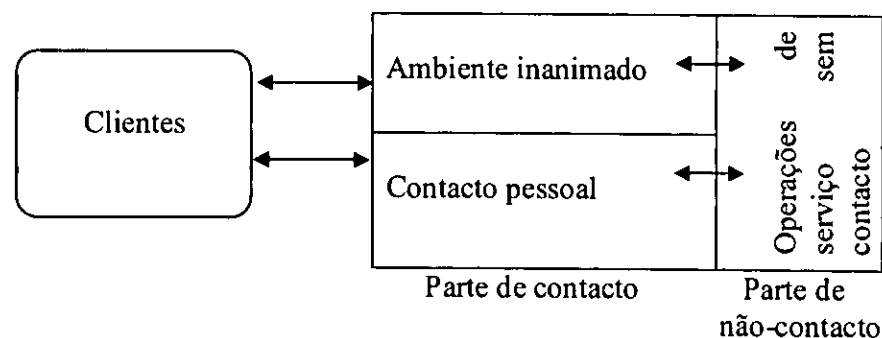 Clientes
Ambiente inanimado
Contacto pessoal
Operações de
serviço sem
contacto
Parte de contacto
Parte de
não-contacto